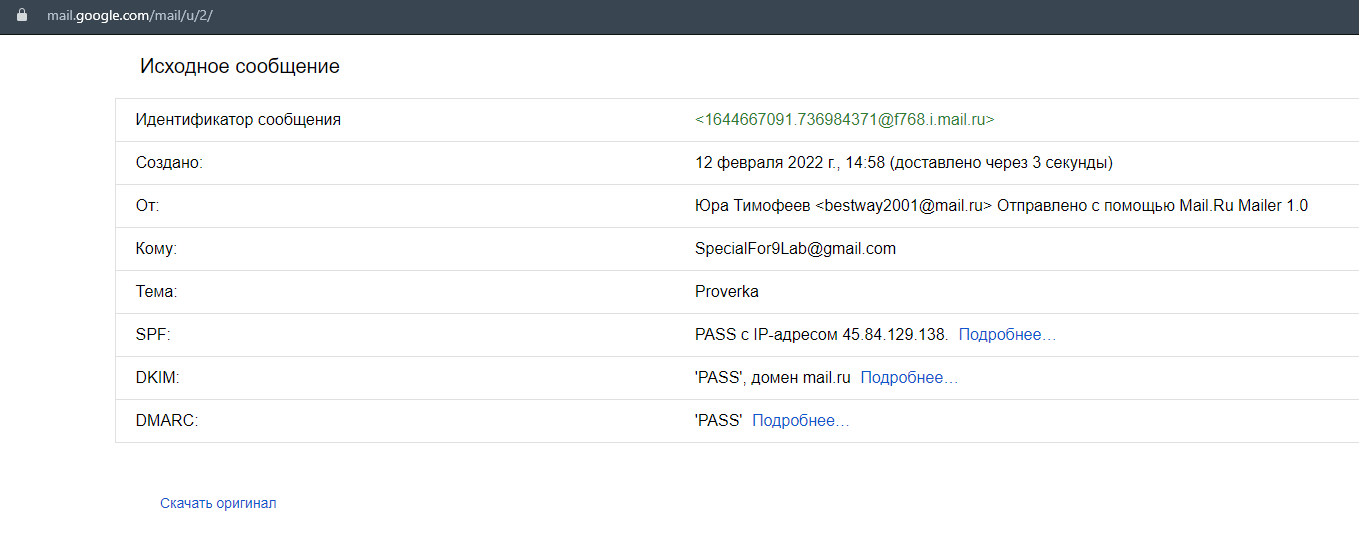 mail.google.com/mail/u/2/
Исходное сообщение
Идентификатор сообщения <1644667091.736984371@f768.i.mail.ru>
Создано: 12 февраля 2022 г., 14:58 (доставлено через 3 секунды)
От: Юра Тимофеев <bestway2001@mail.ru> Отправлено с помощью Mail.Ru Mailer 1.0
Кому: SpecialFor9Lab@gmail.com
Тема: Proverka
SPF: PASS с IP-адресом 45.84.129.138. Подробнее…
DKIM: 'PASS', домен mail.ru Подробнее…
DMARC: 'PASS' Подробнее…
Скачать оригинал